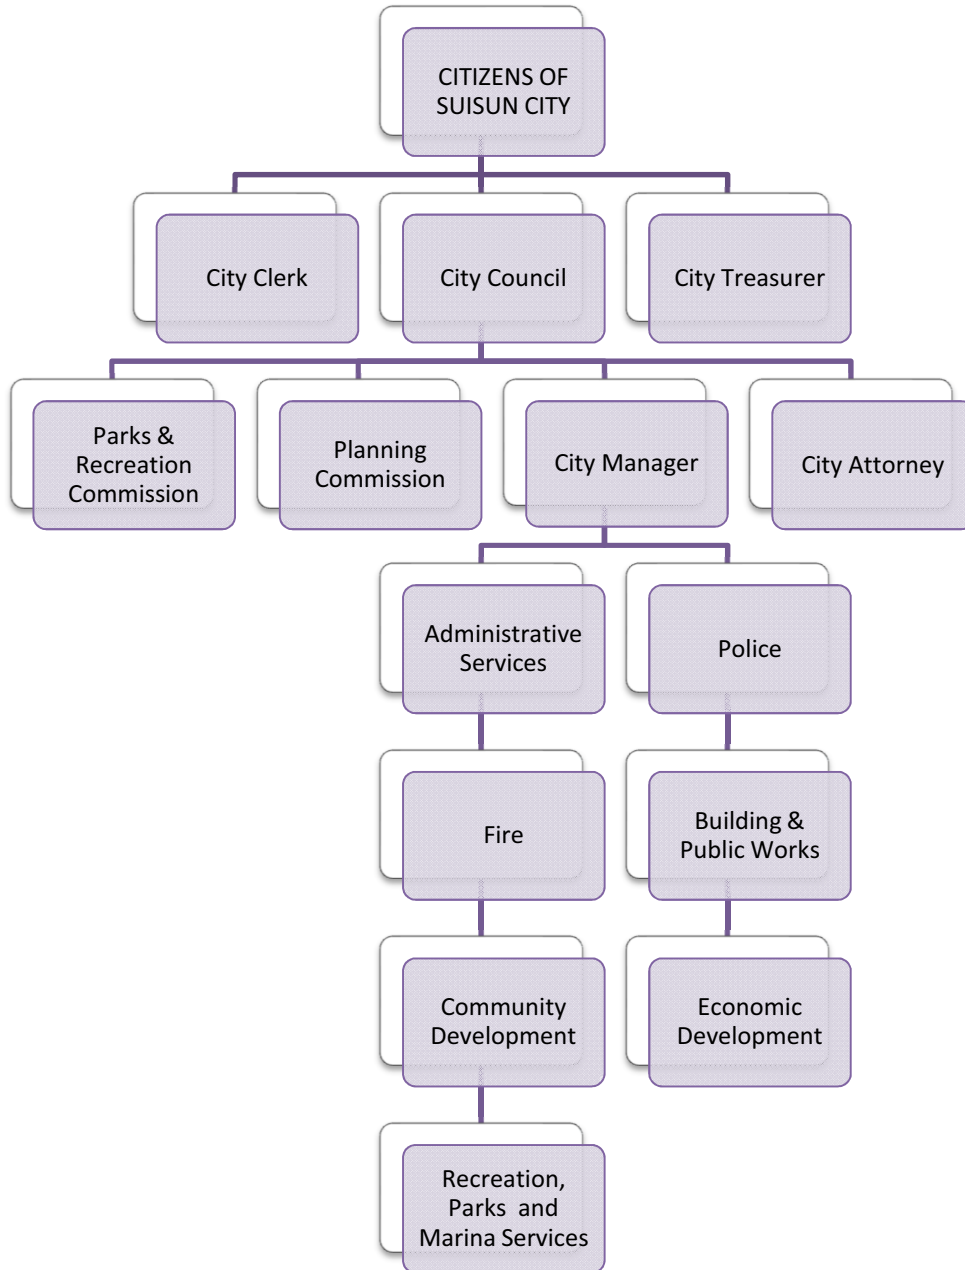 CITIZENS OF
SUISUN CITY
City Clerk
City Council
City Treasurer
Parks &
Recreation
Commission
Planning
Commission
City Manager
City Attorney
Administrative
Services
Police
Fire
Building &
Public Works
Community
Development
Economic
Development
Recreation,
Parks and
Marina Services